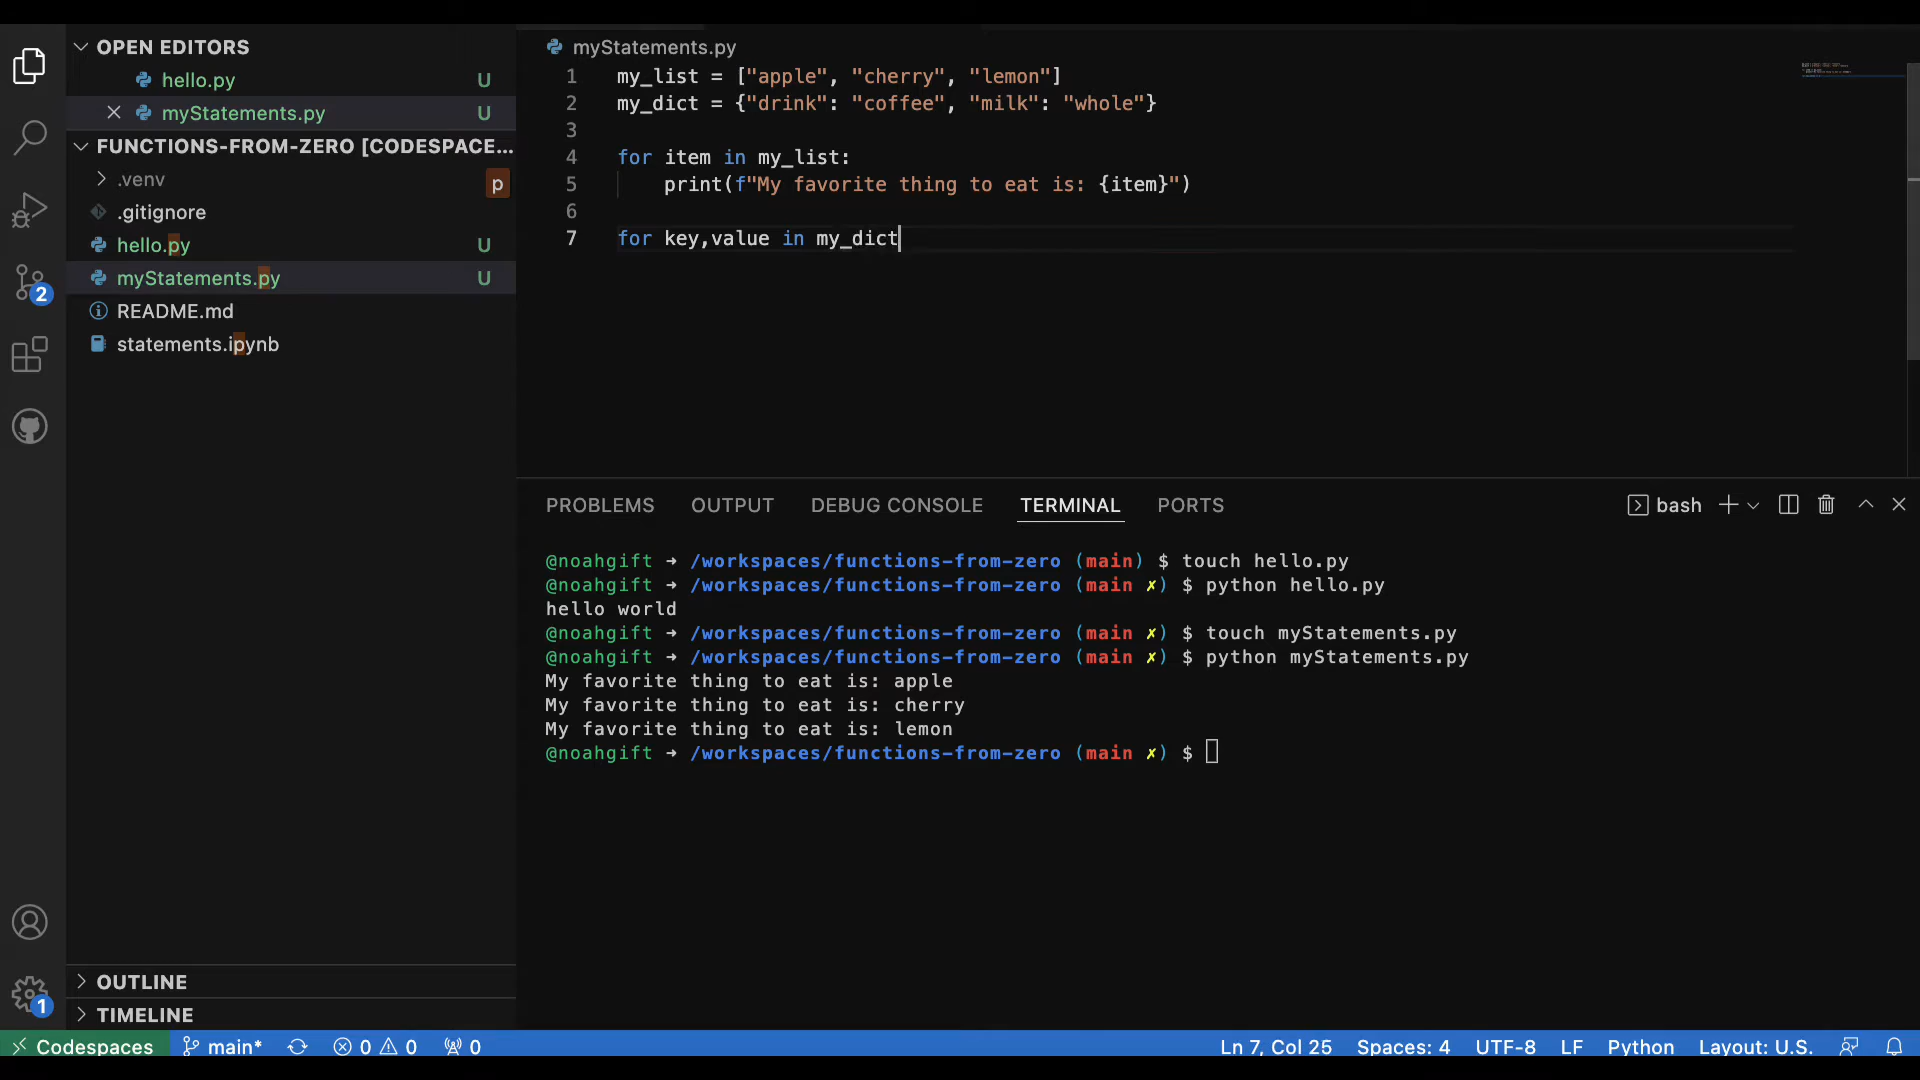 OPEN EDITORS
hello.py U
myStatements.py U
FUNCTIONS-FROM-ZERO [CODESPACE...
.venv
p
.gitignore
hello.py U
myStatements.py U
README.md
statements.ipynb
2
1
OUTLINE
TIMELINE
myStatements.py
1 my_list = ["apple", "cherry", "lemon"]
2 my_dict = {"drink": "coffee", "milk": "whole"}
3
4 for item in my_list:
5 print(f"My favorite thing to eat is: {item}")
6
7 for key,value in my_dict
PROBLEMS OUTPUT DEBUG CONSOLE TERMINAL PORTS bash
@noahgift ➜ /workspaces/functions-from-zero (main) $ touch hello.py
@noahgift ➜ /workspaces/functions-from-zero (main ✗) $ python hello.py
hello world
@noahgift ➜ /workspaces/functions-from-zero (main ✗) $ touch myStatements.py
@noahgift ➜ /workspaces/functions-from-zero (main ✗) $ python myStatements.py
My favorite thing to eat is: apple
My favorite thing to eat is: cherry
My favorite thing to eat is: lemon
@noahgift ➜ /workspaces/functions-from-zero (main ✗) $
Codespaces main* 0 0 0 Ln 7, Col 25 Spaces: 4 UTF-8 LF Python Layout: U.S.